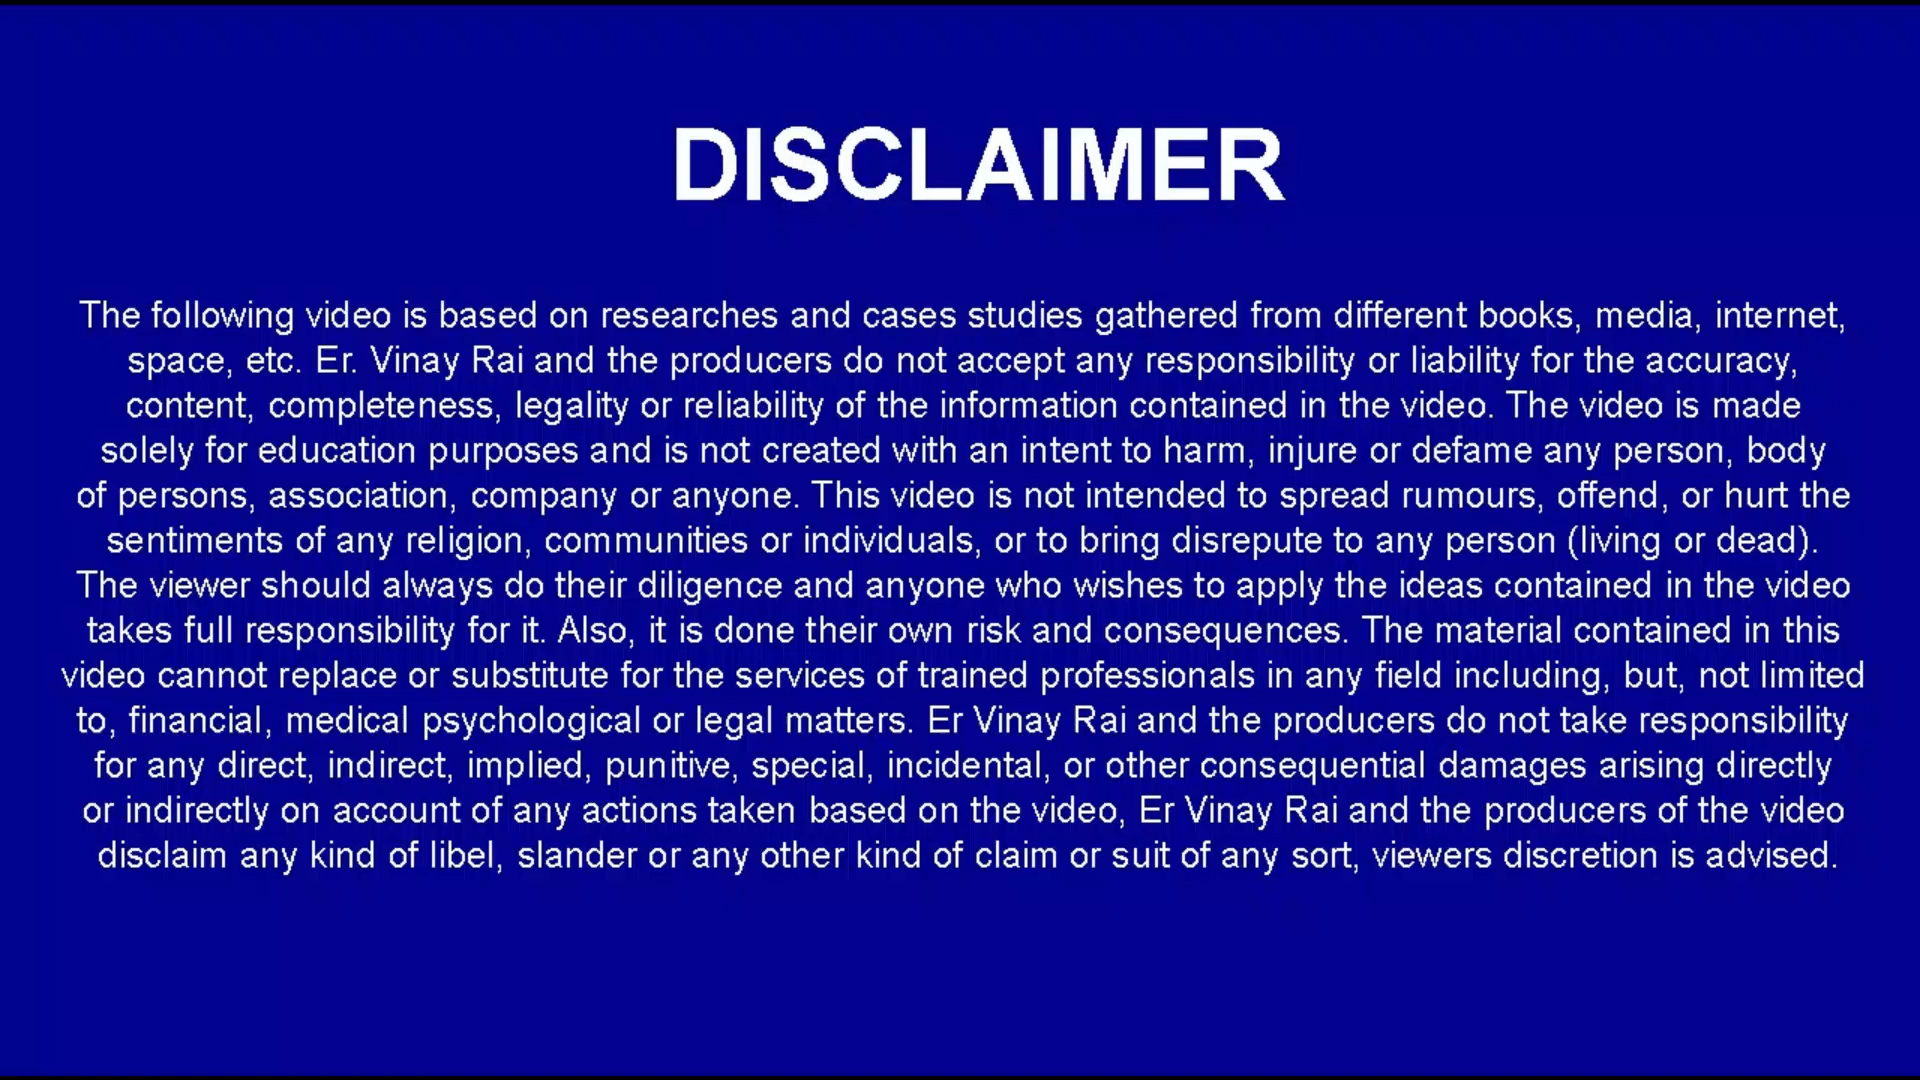 DISCLAIMER
The following video is based on researches and cases studies gathered from different books, media, internet,
space, etc. Er. Vinay Rai and the producers do not accept any responsibility or liability for the accuracy,
content, completeness, legality or reliability of the information contained in the video. The video is made
solely for education purposes and is not created with an intent to harm, injure or defame any person, body
of persons, association, company or anyone. This video is not intended to spread rumours, offend, or hurt the
sentiments of any religion, communities or individuals, or to bring disrepute to any person (living or dead).
The viewer should always do their diligence and anyone who wishes to apply the ideas contained in the video
takes full responsibility for it. Also, it is done their own risk and consequences. The material contained in this
video cannot replace or substitute for the services of trained professionals in any field including, but, not limited
to, financial, medical psychological or legal matters. Er Vinay Rai and the producers do not take responsibility
for any direct, indirect, implied, punitive, special, incidental, or other consequential damages arising directly
or indirectly on account of any actions taken based on the video, Er Vinay Rai and the producers of the video
disclaim any kind of libel, slander or any other kind of claim or suit of any sort, viewers discretion is advised.